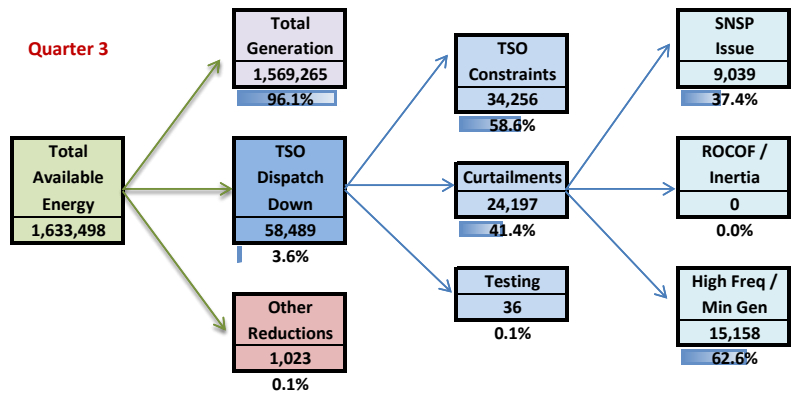 Quarter 3
Total
Available
Energy
1,633,498
Total
Generation
1,569,265
96.1%
TSO
Dispatch
Down
58,489
3.6%
Other
Reductions
1,023
0.1%
TSO
Constraints
34,256
58.6%
Curtailments
24,197
41.4%
Testing
36
0.1%
SNSP
Issue
9,039
37.4%
ROCOF /
Inertia
0
0.0%
High Freq /
Min Gen
15,158
62.6%